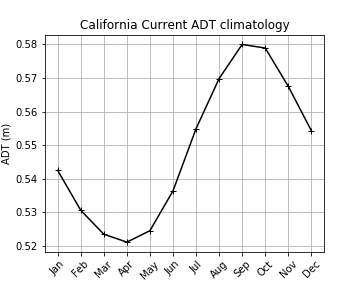 California Current ADT climatology
0.58
0.57
0.56
0.55
0.54
0.53
0.52
ADT (m)
Jan Feb Mar Apr May Jun Jul Aug Sep Oct Nov Dec